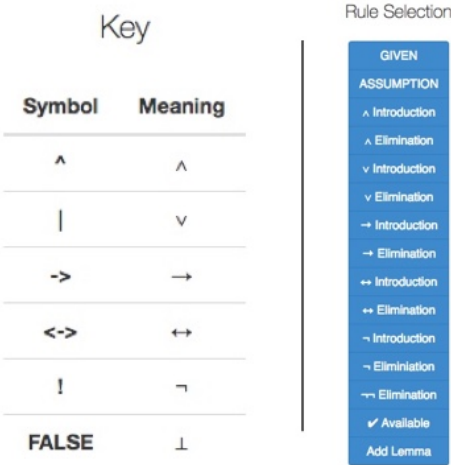 Key
Symbol Meaning
^ ∧
| ∨
-> →
<-> ↔
! ¬
FALSE ⊥
Rule Selection
GIVEN
ASSUMPTION
∧ Introduction
∧ Elimination
∨ Introduction
∨ Elimination
→ Introduction
→ Elimination
↔ Introduction
↔ Elimination
¬ Introduction
¬ Eliminiation
¬¬ Elimination
✔ Available
Add Lemma